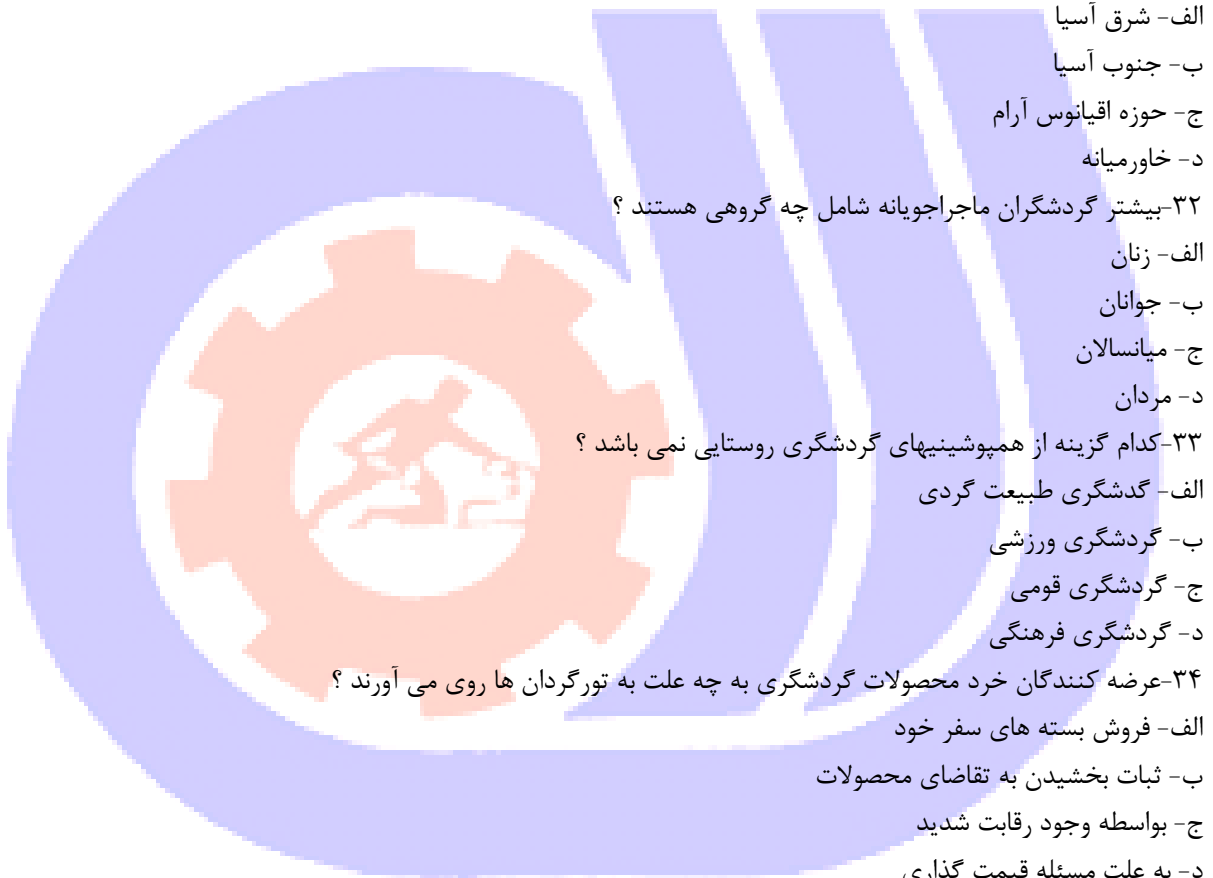 الف- شرق آسیا
ب- جنوب آسیا
ج- حوزه اقیانوس آرام
د- خاورمیانه
۳۲-بیشتر گردشگران ماجراجویانه شامل چه گروهی هستند ؟
الف- زنان
ب- جوانان
ج- میانسالان
د- مردان
۳۳-کدام گزینه از همپوشینیهای گردشگری روستایی نمی باشد ؟
الف- گدشگری طبیعت گردی
ب- گردشگری ورزشی
ج- گردشگری قومی
د- گردشگری فرهنگی
۳۴-عرضه کنندگان خرد محصولات گردشگری به چه علت به تورگردان ها روی می آورند ؟
الف- فروش بسته های سفر خود
ب- ثبات بخشیدن به تقاضای محصولات
ج- بواسطه وجود رقابت شدید
د- به علت مسئله قیمت گذاری